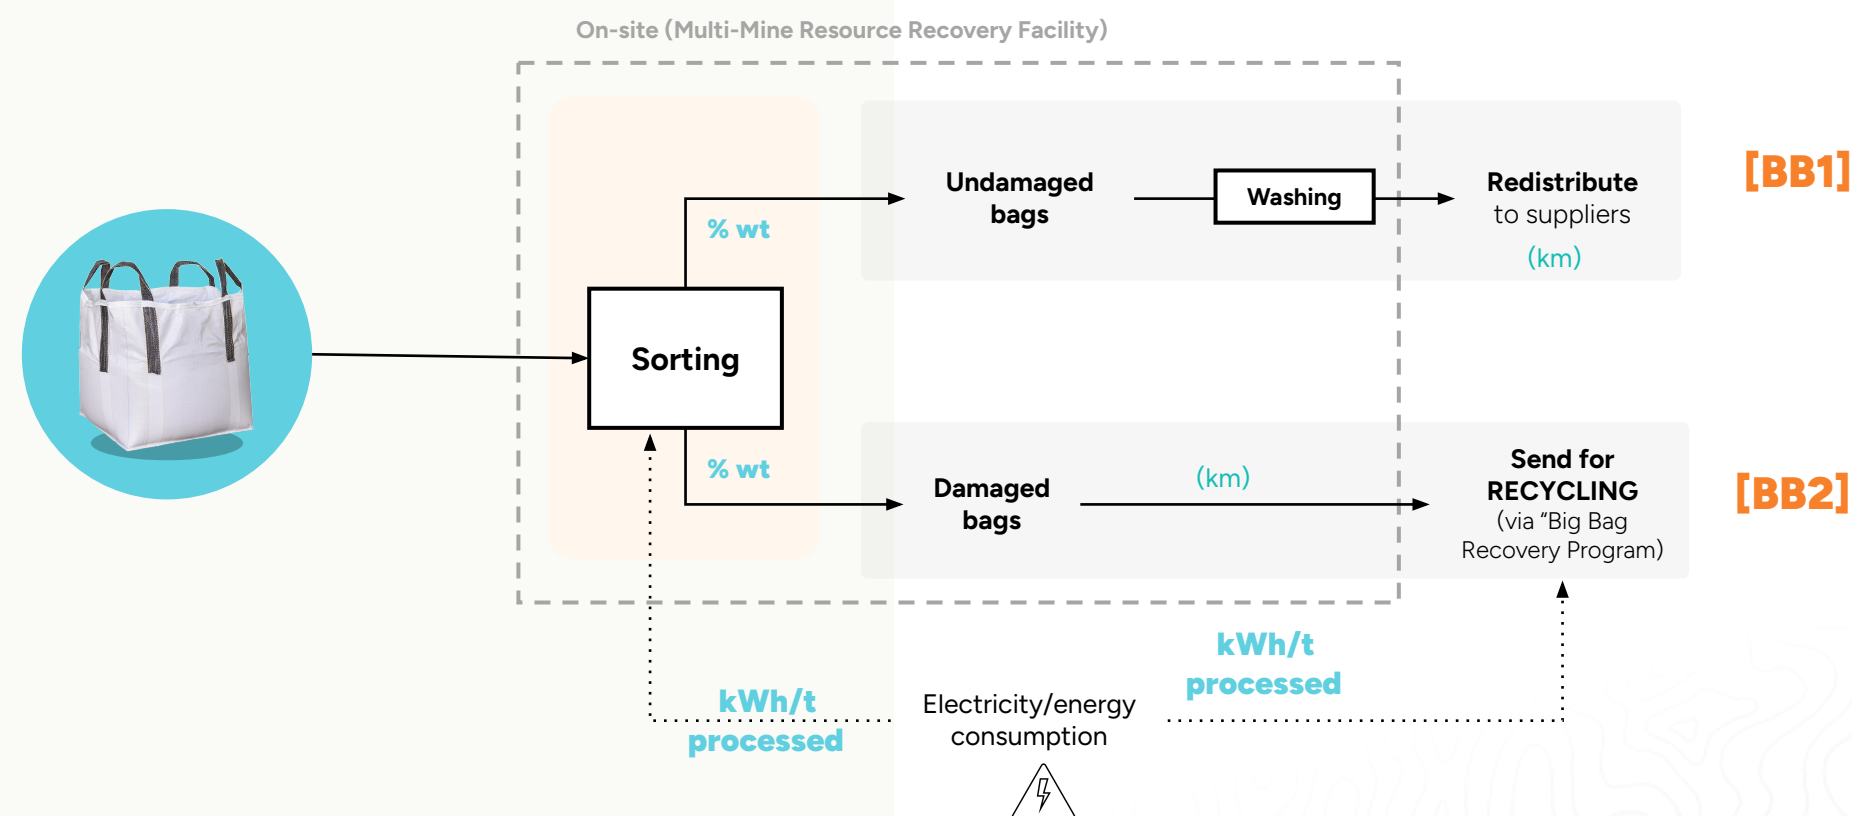 On-site (Multi-Mine Resource Recovery Facility)
Undamaged
bags
Washing
Redistribute
to suppliers
(km)
[BB1]
% wt
Sorting
% wt
Damaged
bags
(km)
Send for
RECYCLING
(via “Big Bag
Recovery Program)
[BB2]
kWh/t
processed
Electricity/energy
consumption
kWh/t
processed